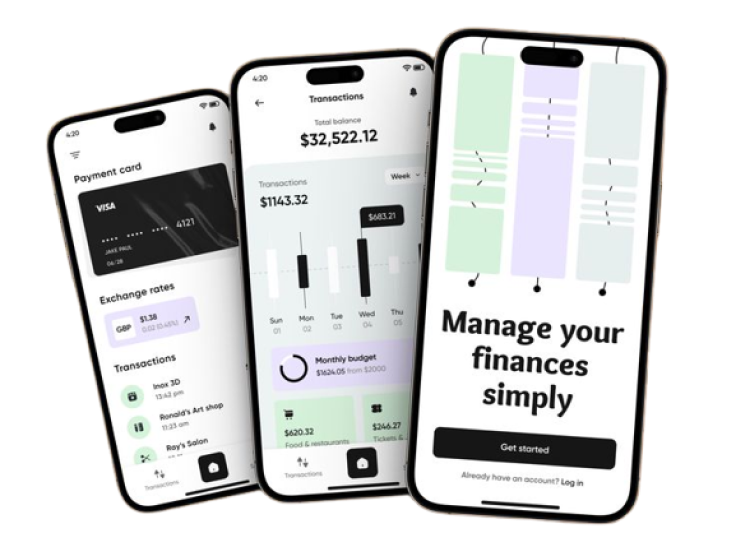 4:20
Payment card
VISA
4121
JAKE PAUL
06/28
Exchange rates
GBP
$1.38
0.02 (0.45%)
Transactions
Inox 3D
13:42 pm
Ronald's Art shop
11:23 am
Ray's Salon
Transactions
4:20
Transactions
Total balance
$32,522.12
Transactions
Week
$1143.32
$683.21
Sun Mon Tue Wed Thu
01 02 03 04 05
Monthly budget
$1624.05 from $2000
$620.32
Food & restaurants
$246.27
Tickets &
Transactions
Manage your
finances
simply
Get started
Already have an account? Log in